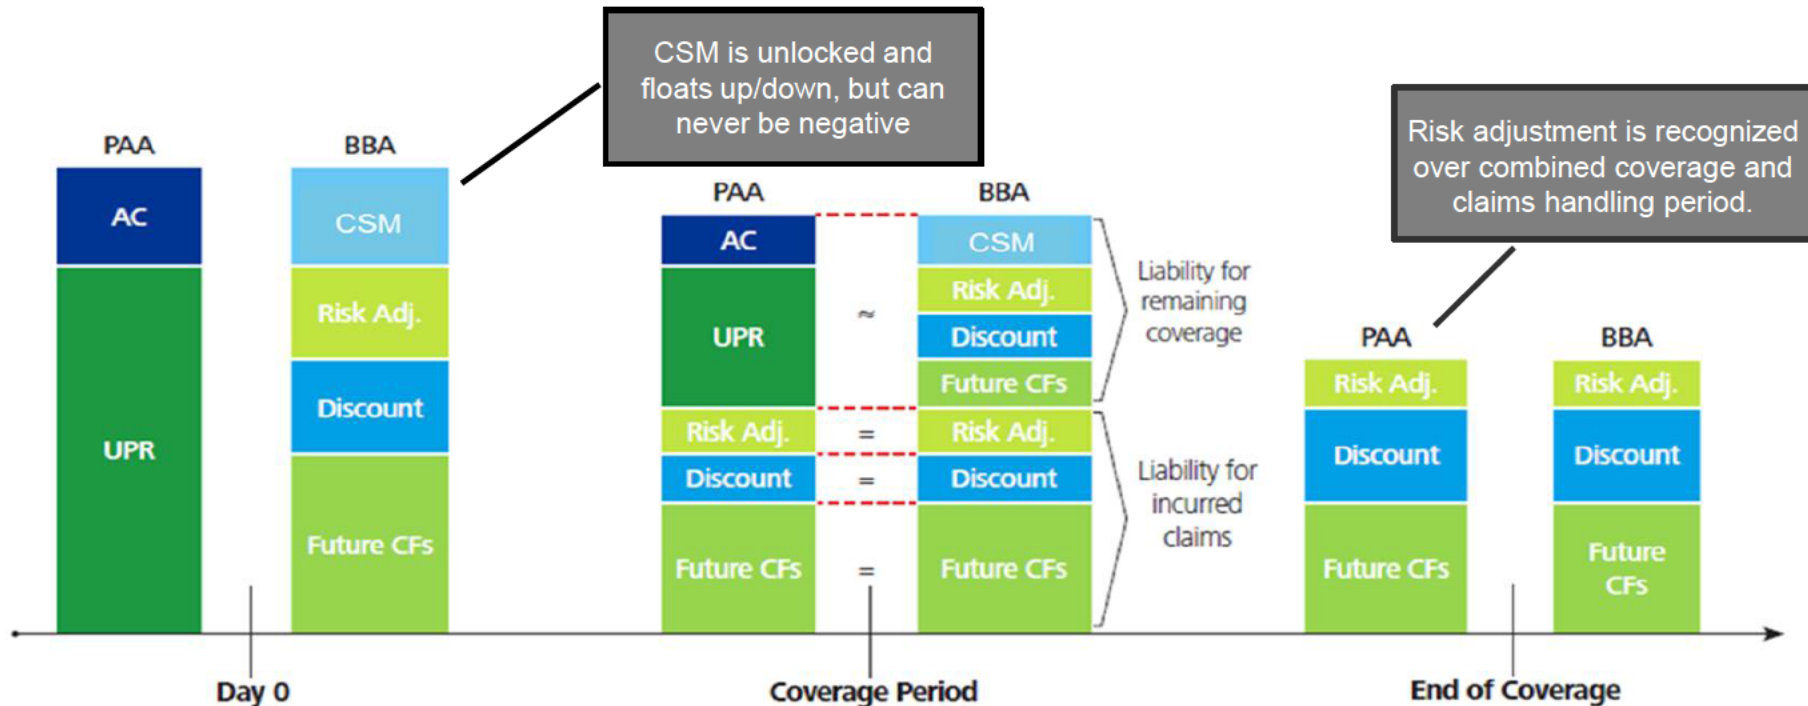 CSM is unlocked and
floats up/down, but can
never be negative
Risk adjustment is recognized
over combined coverage and
claims handling period.
PAA
AC
UPR
BBA
CSM
Risk Adj.
Discount
Future CFs
Day 0
PAA
AC
UPR
Risk Adj.
Discount
Future CFs
≈
=
=
=
BBA
CSM
Risk Adj.
Discount
Future CFs
Risk Adj.
Discount
Future CFs
Liability for
remaining
coverage
Liability for
incurred
claims
Coverage Period
PAA
Risk Adj.
Discount
Future CFs
BBA
Risk Adj.
Discount
Future
CFs
End of Coverage